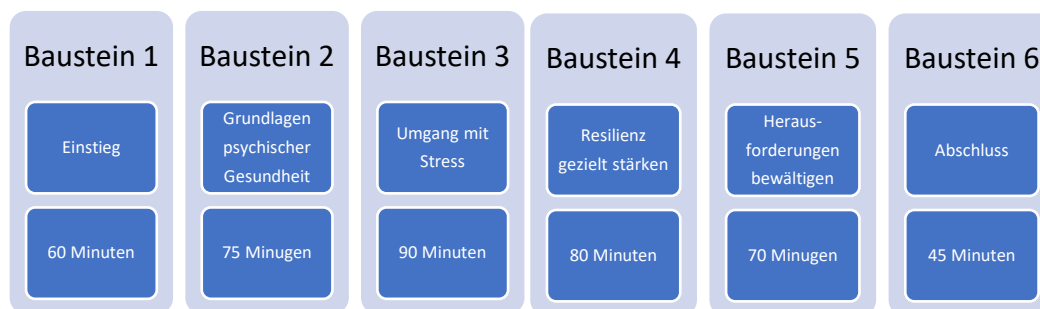 Baustein 1
Einstieg
60 Minuten
Baustein 2
Grundlagen
psychischer
Gesundheit
75 Minugen
Baustein 3
Umgang mit
Stress
90 Minuten
Baustein 4
Resilienz
gezielt stärken
80 Minuten
Baustein 5
Heraus-
forderungen
bewältigen
70 Minugen
Baustein 6
Abschluss
45 Minuten